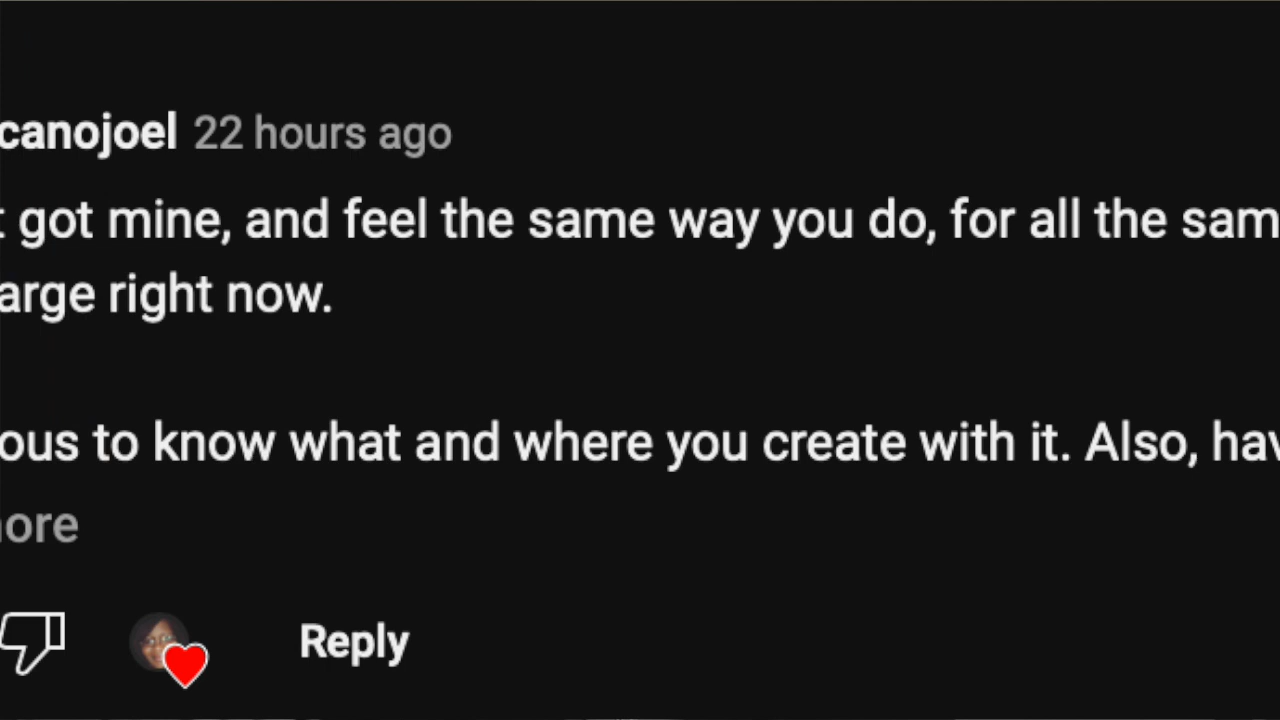 canojoel 22 hours ago
t got mine, and feel the same way you do, for all the sam
arge right now.
ous to know what and where you create with it. Also, hav
ore
Reply